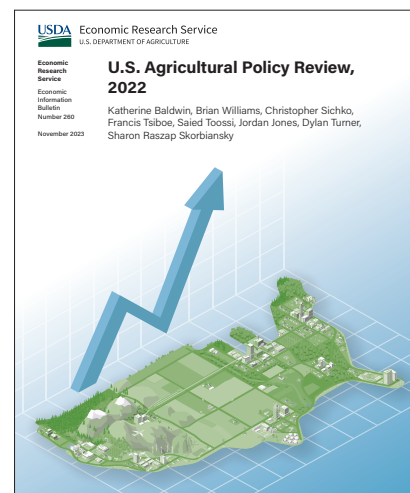 USDA Economic Research Service
U.S. DEPARTMENT OF AGRICULTURE
Economic
Research
Service
Economic
Information
Bulletin
Number 260
November 2023
U.S. Agricultural Policy Review,
2022
Katherine Baldwin, Brian Williams, Christopher Sichko,
Francis Tsiboe, Saied Toossi, Jordan Jones, Dylan Turner,
Sharon Raszap Skorbiansky